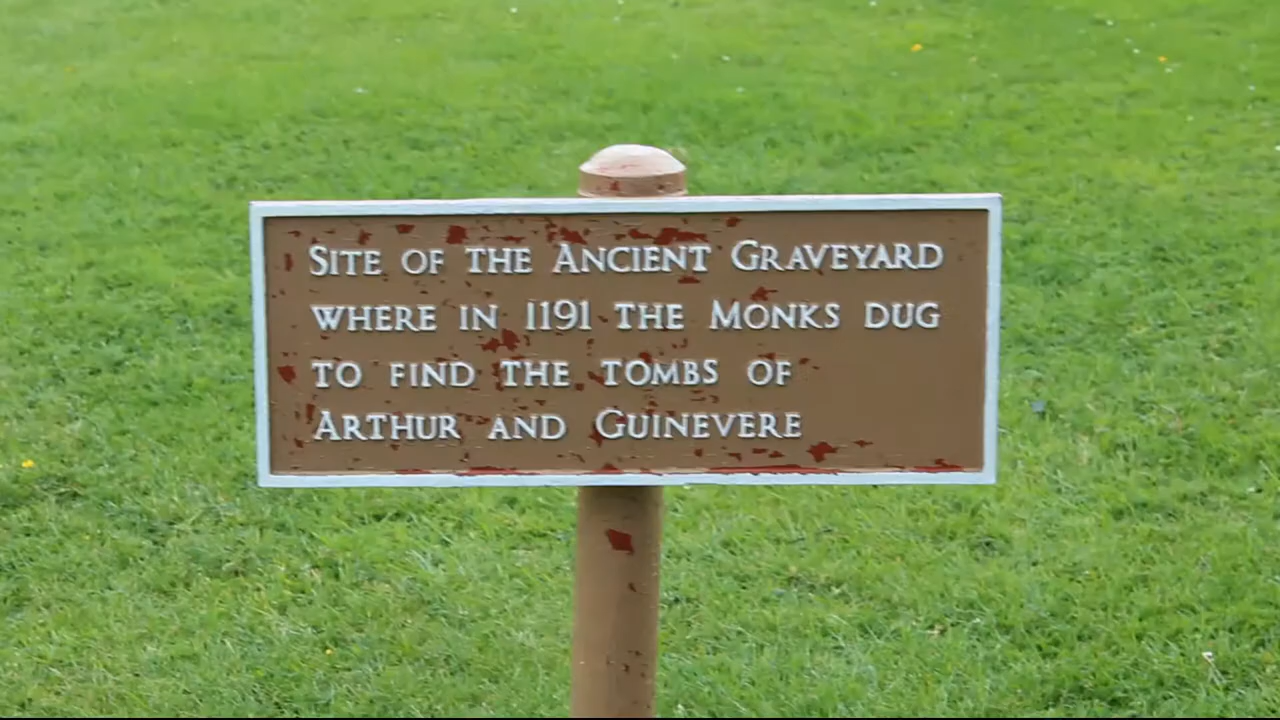 Site of the Ancient Graveyard
where in 1191 the Monks dug
to find the tombs of
Arthur and Guinevere